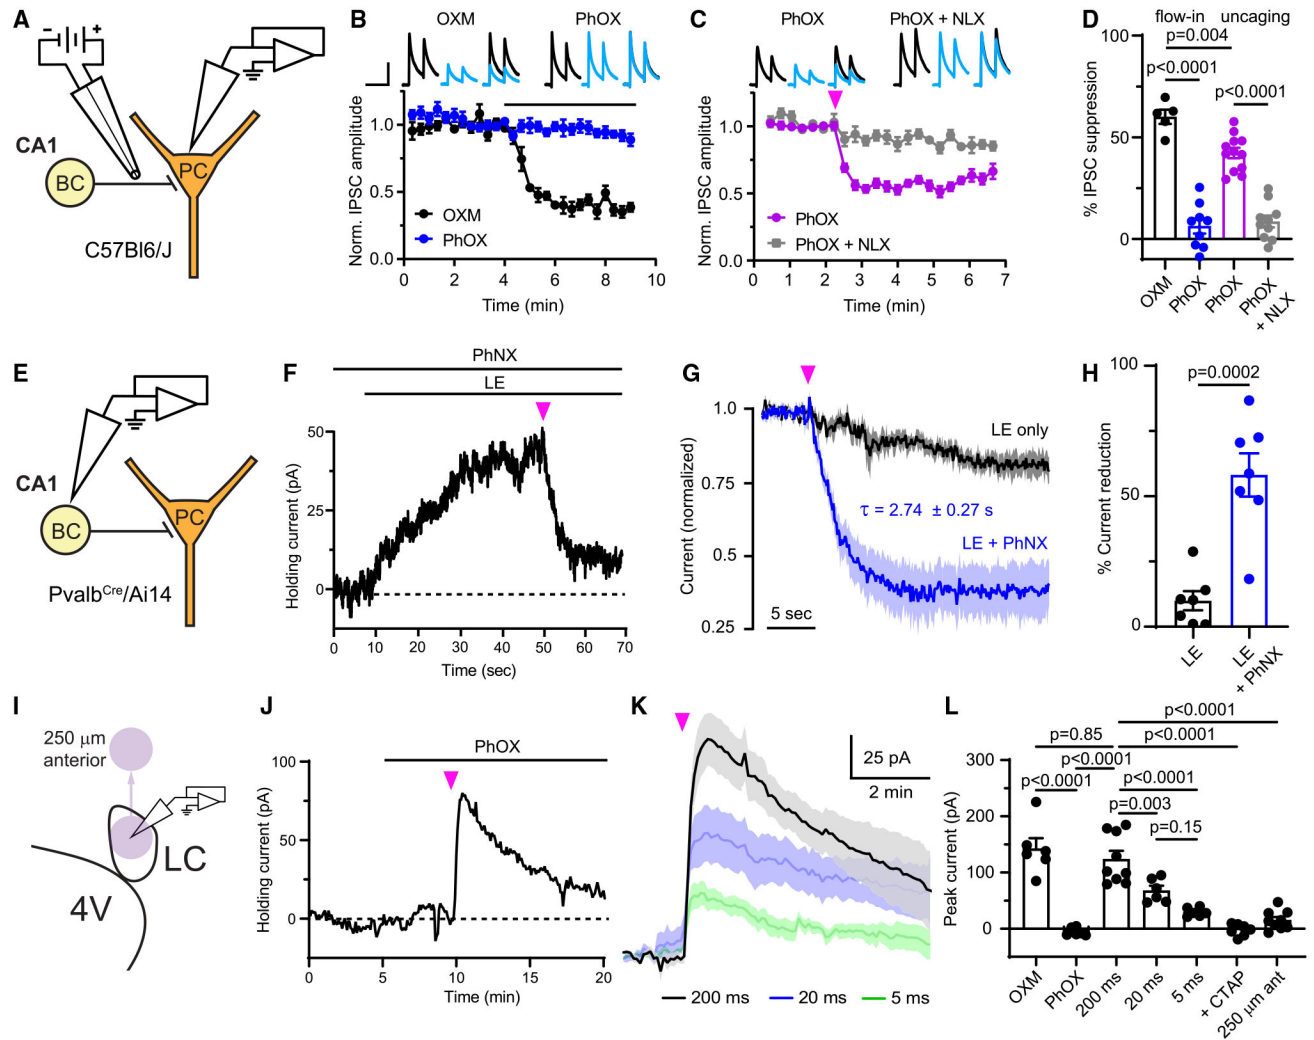 A
CA1
BC
PC
C57Bl6/J
B
OXM
PhOX
Norm. IPSC amplitude
1.0
0.5
0.0
OXM
PhOX
0 2 4 6 8 10
Time (min)
C
PhOX
PhOX + NLX
Norm. IPSC amplitude
1.0
0.5
0.0
PhOX
PhOX + NLX
0 1 2 3 4 5 6 7
Time (min)
D
flow-in uncaging
p=0.004
p<0.0001
p<0.0001
% IPSC suppression
100
50
0
OXM
PhOX
PhOX
PhOX
+ NLX
E
CA1
BC
PC
PvalbCre/Ai14
F
PhNX
LE
Holding current (pA)
50
25
0
0 10 20 30 40 50 60 70
Time (sec)
G
Current (normalized)
1.0
0.75
0.5
0.25
LE only
τ = 2.74 ± 0.27 s
LE + PhNX
5 sec
H
p=0.0002
% Current reduction
100
50
0
LE
LE
+ PhNX
I
250 μm
anterior
LC
4V
J
PhOX
Holding current (pA)
100
50
0
0 5 10 15 20
Time (min)
K
25 pA
2 min
200 ms
20 ms
5 ms
L
p<0.0001
p=0.85
p<0.0001
p<0.0001
p<0.0001
p<0.0001
p=0.003
p=0.15
Peak current (pA)
300
200
100
0
OXM
PhOX
200 ms
20 ms
5 ms
+ CTAP
250 μm ant
- +